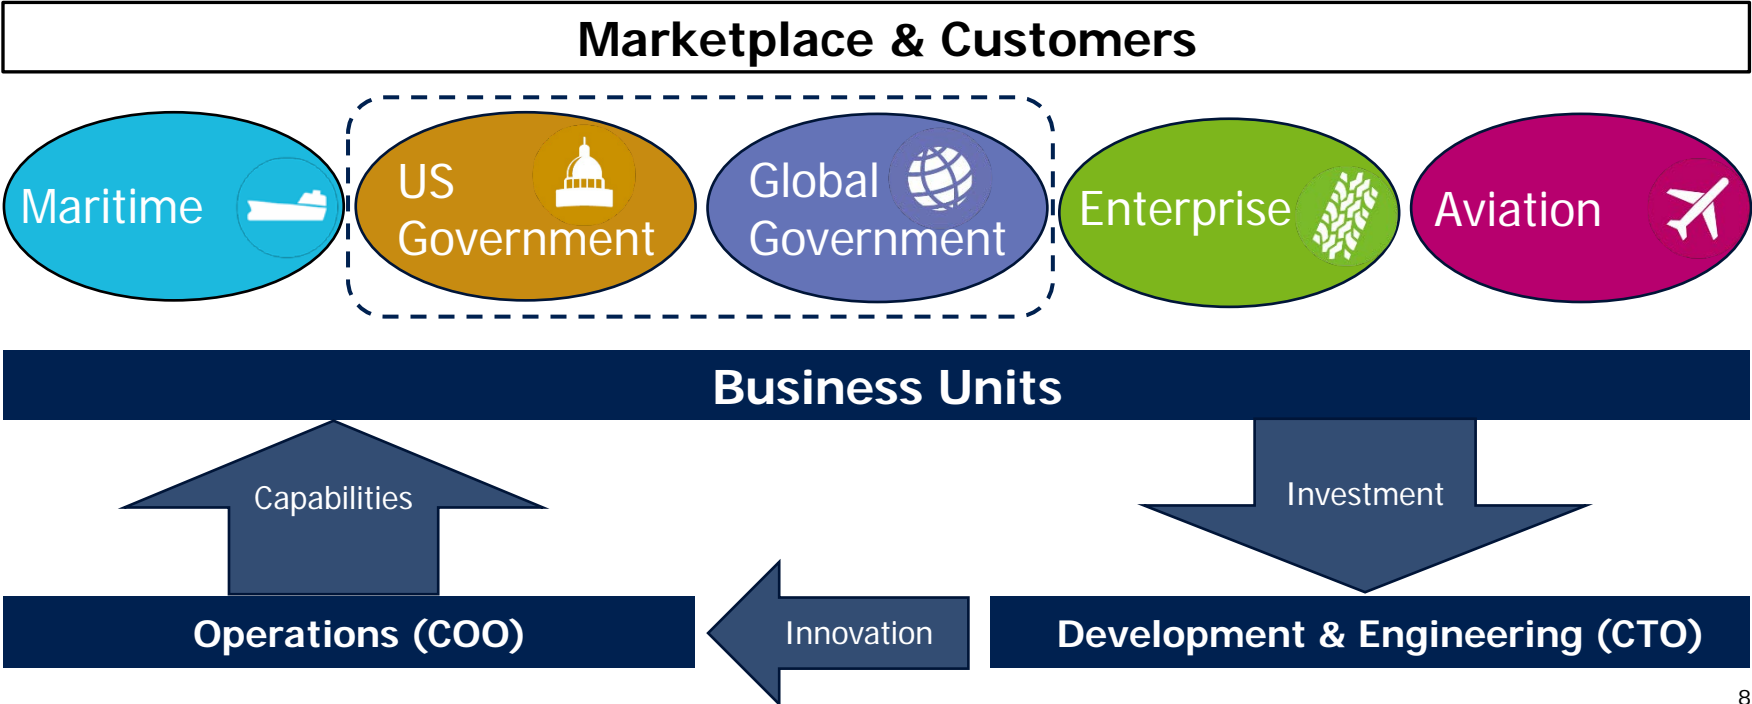 Marketplace & Customers
Maritime
US
Government
Global
Government
Enterprise
Aviation
Business Units
Capabilities
Investment
Operations (COO)
Innovation
Development & Engineering (CTO)
8